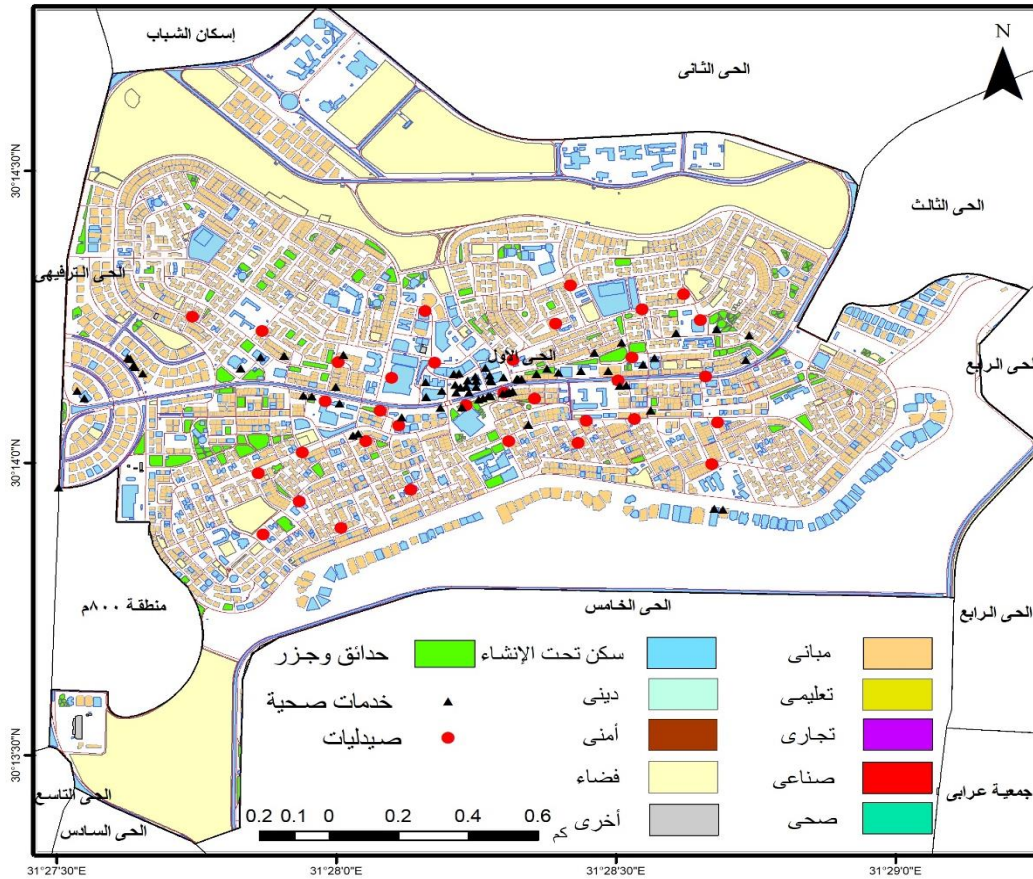 إسكان الشباب
N
الحى الثانى
30°14'30"N
الحى الثالث
الحى الترفيهى
الحى الأول
الحى الرابع
30°14'0"N
منطقة ٨٠٠م
الحى الخامس
الحى الرابع
حدائق وجزر
سكن تحت الإنشاء
مبانى
خدمات صحية
دينى
تعليمى
صيدليات
أمنى
تجارى
30°13'30"N
فضاء
صناعى
جمعية عرابى
الحى التاسع
الحى السادس
0.2 0.1 0 0.2 0.4 0.6
كم
أخرى
صحى
31°27'30"E
31°28'0"E
31°28'30"E
31°29'0"E